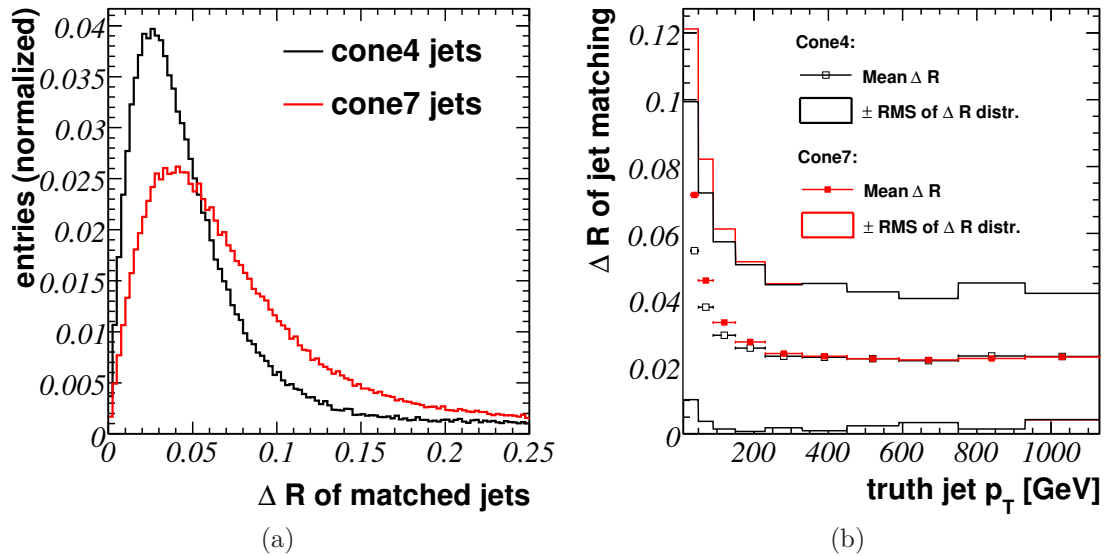 entries (normalized)
0.04
0.035
0.03
0.025
0.02
0.015
0.01
0.005
0
cone4 jets
cone7 jets
0 0.05 0.1 0.15 0.2 0.25
Δ R of matched jets
(a)
Δ R of jet matching
0.12
0.1
0.08
0.06
0.04
0.02
0
Cone4:
Mean Δ R
± RMS of Δ R distr.
Cone7:
Mean Δ R
± RMS of Δ R distr.
200 400 600 800 1000
truth jet p_T [GeV]
(b)